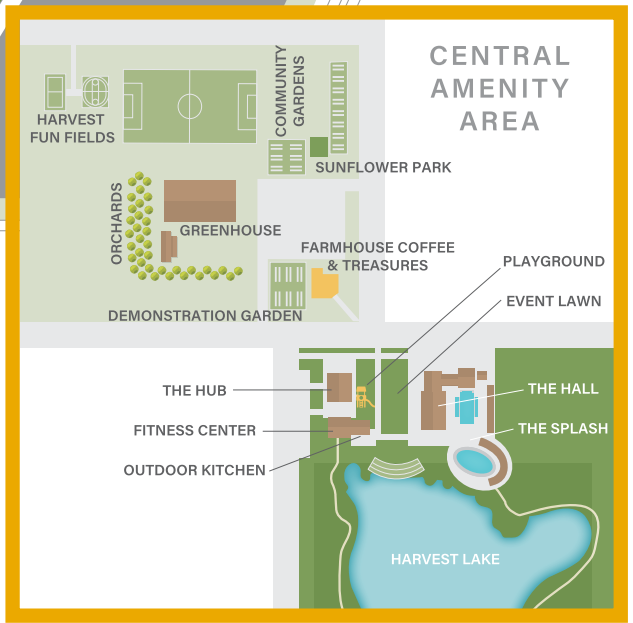 CENTRAL
AMENITY
AREA
COMMUNITY
GARDENS
HARVEST
FUN FIELDS
SUNFLOWER PARK
ORCHARDS
GREENHOUSE
FARMHOUSE COFFEE
& TREASURES
PLAYGROUND
EVENT LAWN
DEMONSTRATION GARDEN
THE HUB
THE HALL
FITNESS CENTER
THE SPLASH
OUTDOOR KITCHEN
HARVEST LAKE